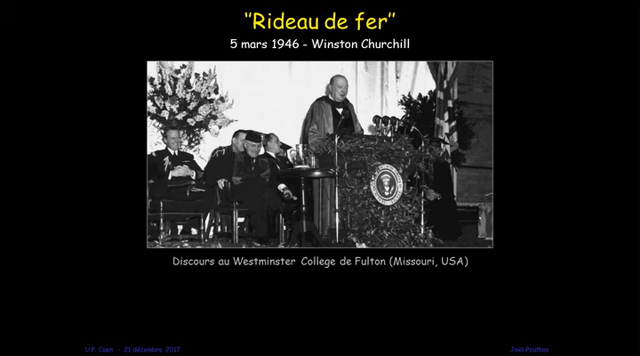 "Rideau de fer"
5 mars 1946 - Winston Churchill
Discours au Westminster College de Fulton (Missouri, USA)
U.P. Caen - 21 décembre 2017
Joël Pouthas